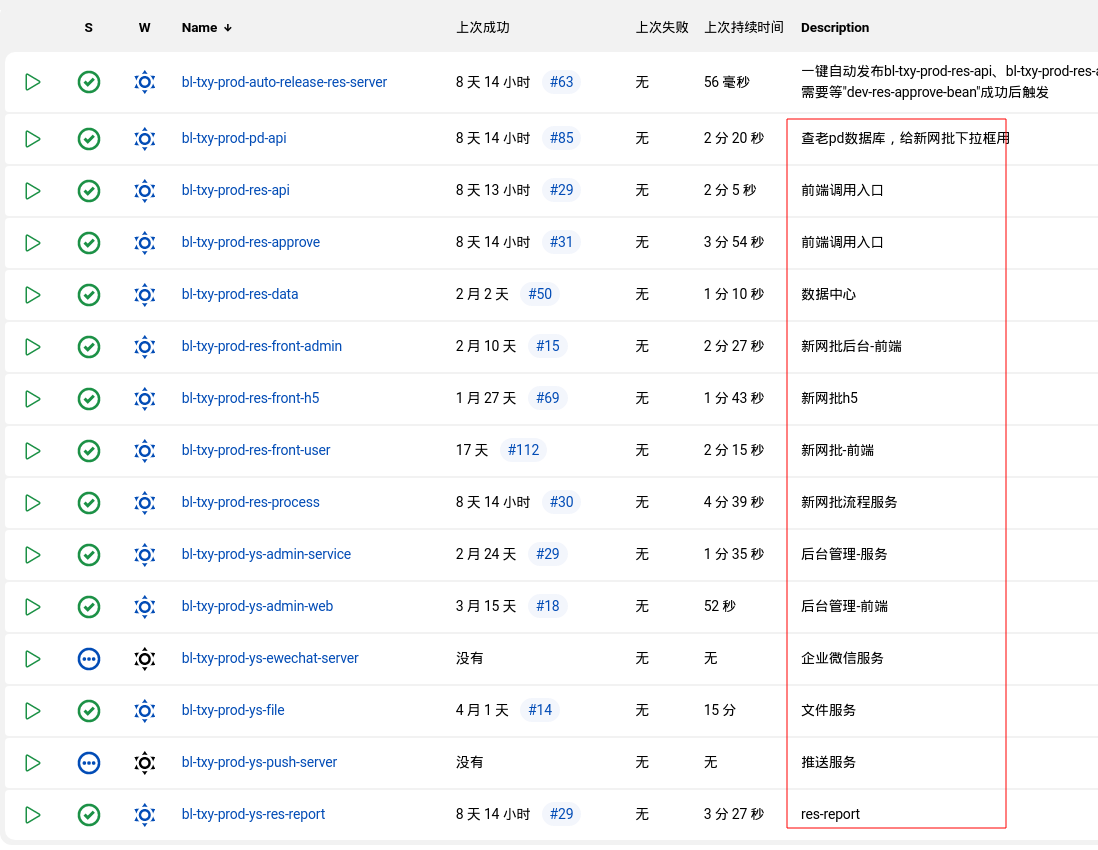 S W Name ↓ 上次成功 上次失败 上次持续时间 Description
bl-txy-prod-auto-release-res-server 8 天 14 小时 #63 无 56 毫秒 一键自动发布bl-txy-prod-res-api、bl-txy-prod-res-a
需要等"dev-res-approve-bean"成功后触发
bl-txy-prod-pd-api 8 天 14 小时 #85 无 2 分 20 秒 查老pd数据库，给新网批下拉框用
bl-txy-prod-res-api 8 天 13 小时 #29 无 2 分 5 秒 前端调用入口
bl-txy-prod-res-approve 8 天 14 小时 #31 无 3 分 54 秒 前端调用入口
bl-txy-prod-res-data 2 月 2 天 #50 无 1 分 10 秒 数据中心
bl-txy-prod-res-front-admin 2 月 10 天 #15 无 2 分 27 秒 新网批后台-前端
bl-txy-prod-res-front-h5 1 月 27 天 #69 无 1 分 43 秒 新网批h5
bl-txy-prod-res-front-user 17 天 #112 无 2 分 15 秒 新网批-前端
bl-txy-prod-res-process 8 天 14 小时 #30 无 4 分 39 秒 新网批流程服务
bl-txy-prod-ys-admin-service 2 月 24 天 #29 无 1 分 35 秒 后台管理-服务
bl-txy-prod-ys-admin-web 3 月 15 天 #18 无 52 秒 后台管理-前端
bl-txy-prod-ys-ewechat-server 没有 无 无 企业微信服务
bl-txy-prod-ys-file 4 月 1 天 #14 无 15 分 文件服务
bl-txy-prod-ys-push-server 没有 无 无 推送服务
bl-txy-prod-ys-res-report 8 天 14 小时 #29 无 3 分 27 秒 res-report